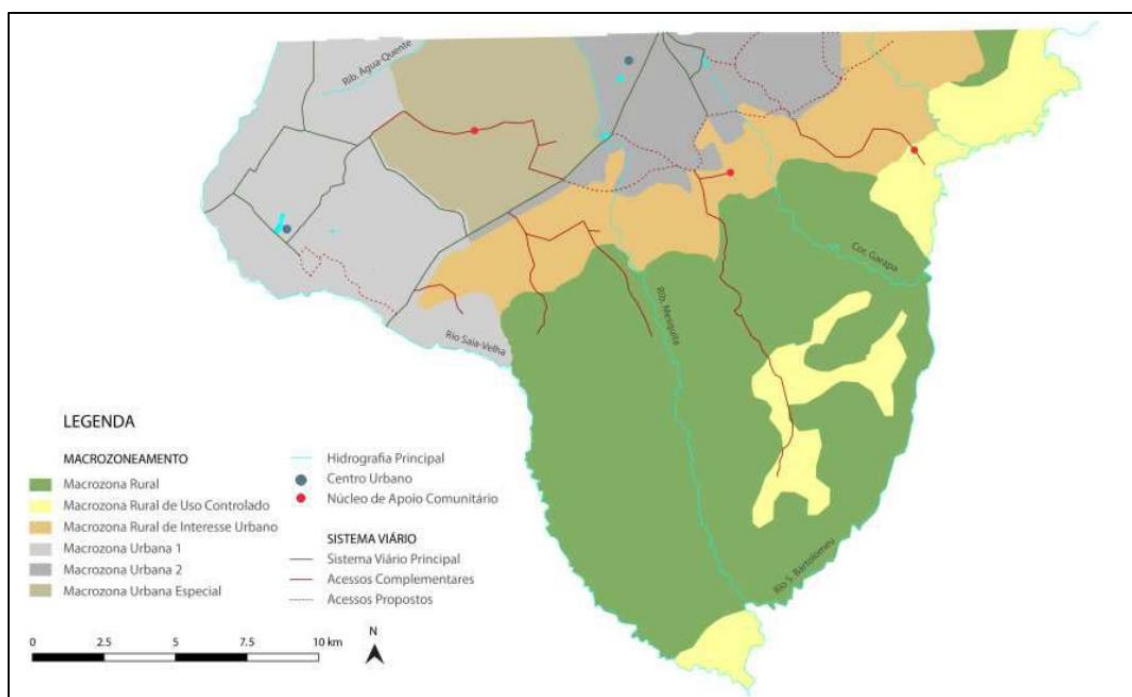 Rib. Água-Quente
Cor. Garapa
Rib. Mesquita
Rio Saia-Velha
Rio S. Bartolomeu
LEGENDA
MACROZONEAMENTO
Macrozona Rural
Macrozona Rural de Uso Controlado
Macrozona Rural de Interesse Urbano
Macrozona Urbana 1
Macrozona Urbana 2
Macrozona Urbana Especial
Hidrografia Principal
Centro Urbano
Núcleo de Apoio Comunitário
SISTEMA VIÁRIO
Sistema Viário Principal
Acessos Complementares
Acessos Propostos
0 2.5 5 7.5 10 km
N